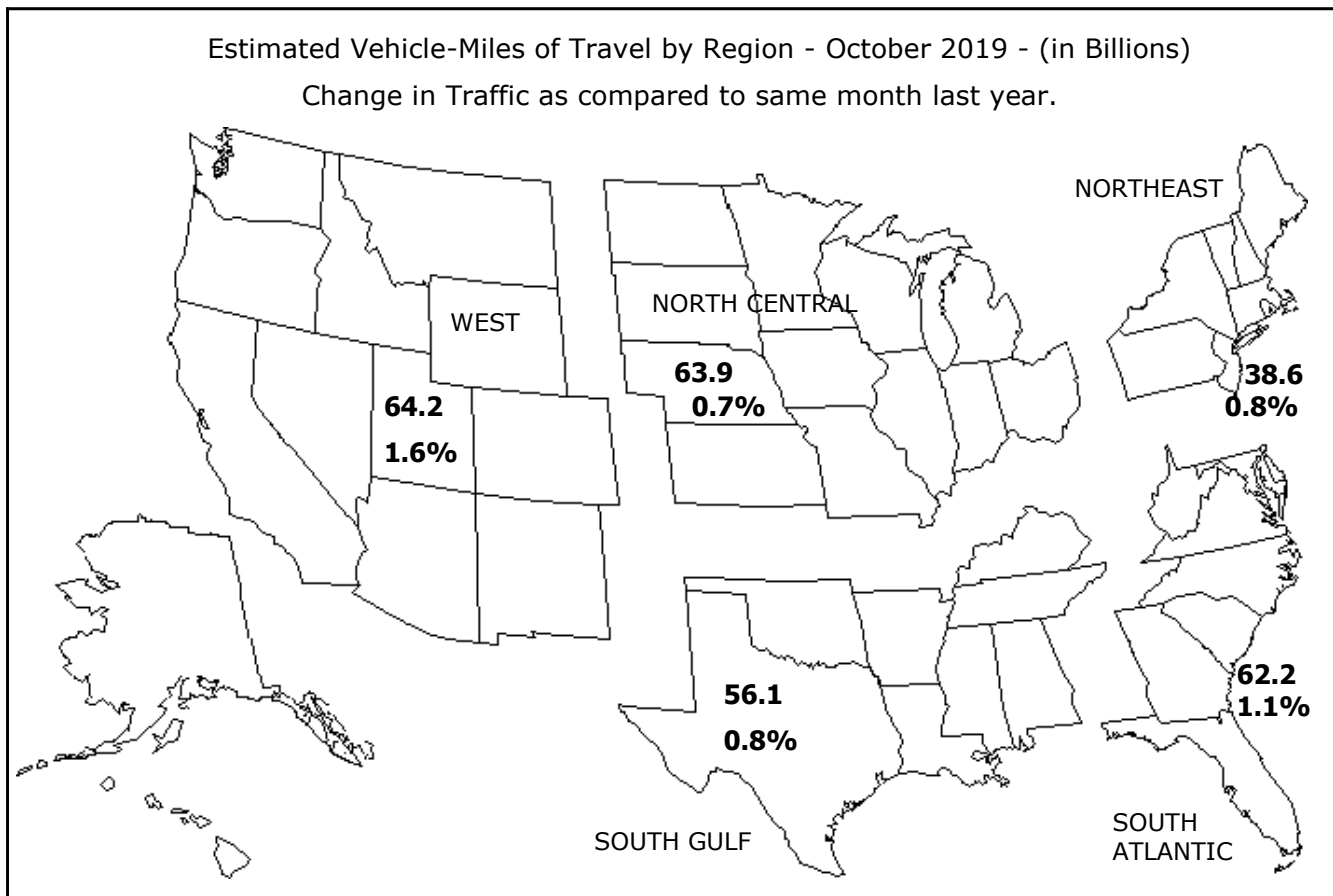 Estimated Vehicle-Miles of Travel by Region - October 2019 - (in Billions)
Change in Traffic as compared to same month last year.
NORTHEAST
38.6
0.8%
NORTH CENTRAL
63.9
0.7%
WEST
64.2
1.6%
SOUTH GULF
56.1
0.8%
SOUTH
ATLANTIC
62.2
1.1%